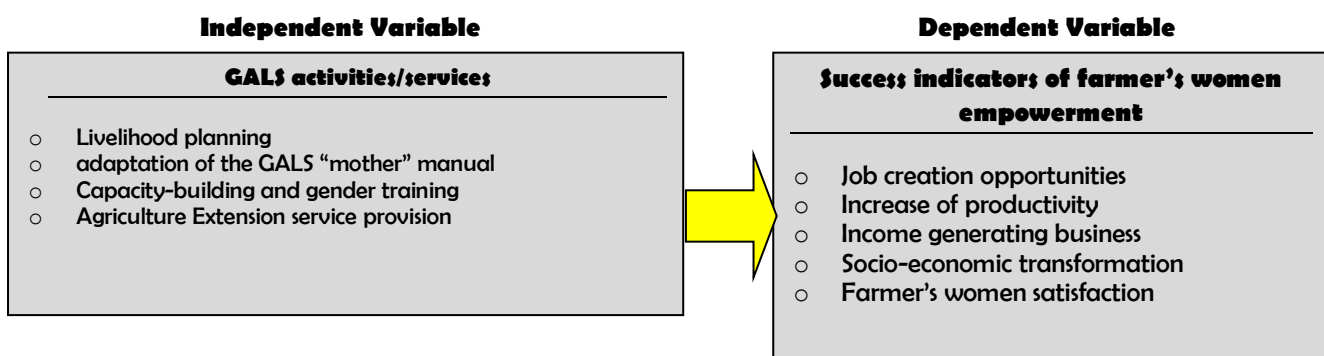 Independent Variable
GALS activities/services
o Livelihood planning
o adaptation of the GALS “mother” manual
o Capacity-building and gender training
o Agriculture Extension service provision
Dependent Variable
Success indicators of farmer’s women
empowerment
o Job creation opportunities
o Increase of productivity
o Income generating business
o Socio-economic transformation
o Farmer’s women satisfaction